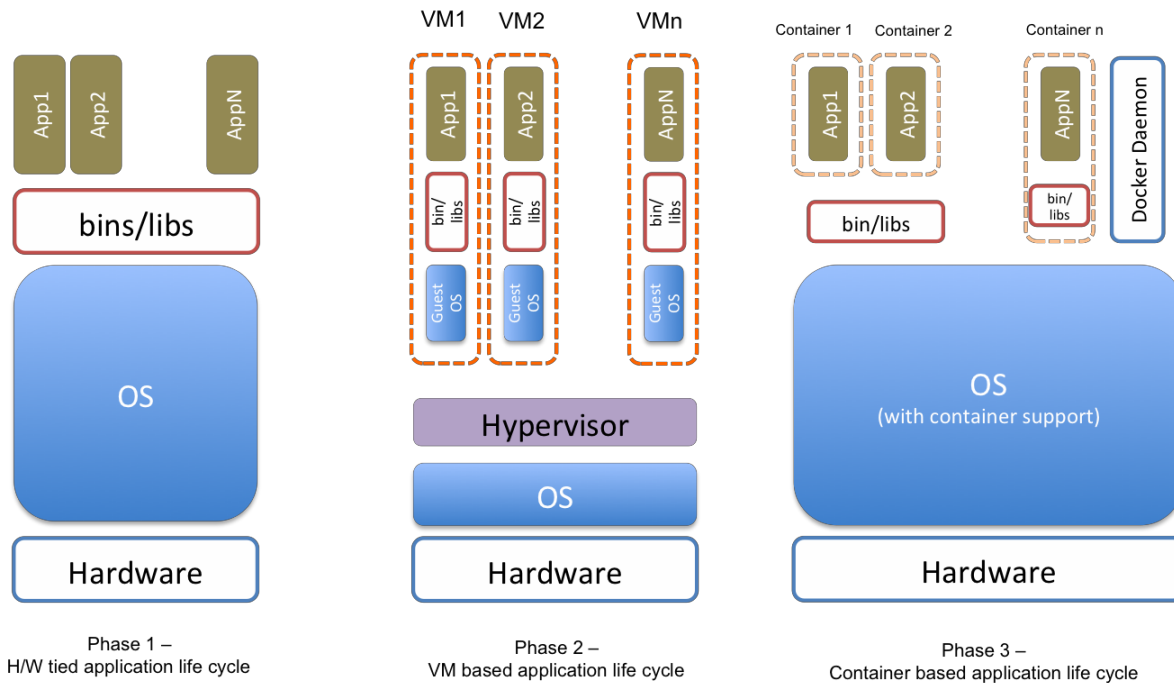 App1
App2
AppN
bins/libs
OS
Hardware
Phase 1 –
H/W tied application life cycle
VM1
VM2
VMn
App1
App2
AppN
bin/
libs
bin/
libs
bin/
libs
Guest
OS
Guest
OS
Guest
OS
Hypervisor
OS
Hardware
Phase 2 –
VM based application life cycle
Container 1
Container 2
Container n
App1
App2
AppN
Docker Daemon
bin/libs
bin/
libs
OS
(with container support)
Hardware
Phase 3 –
Container based application life cycle